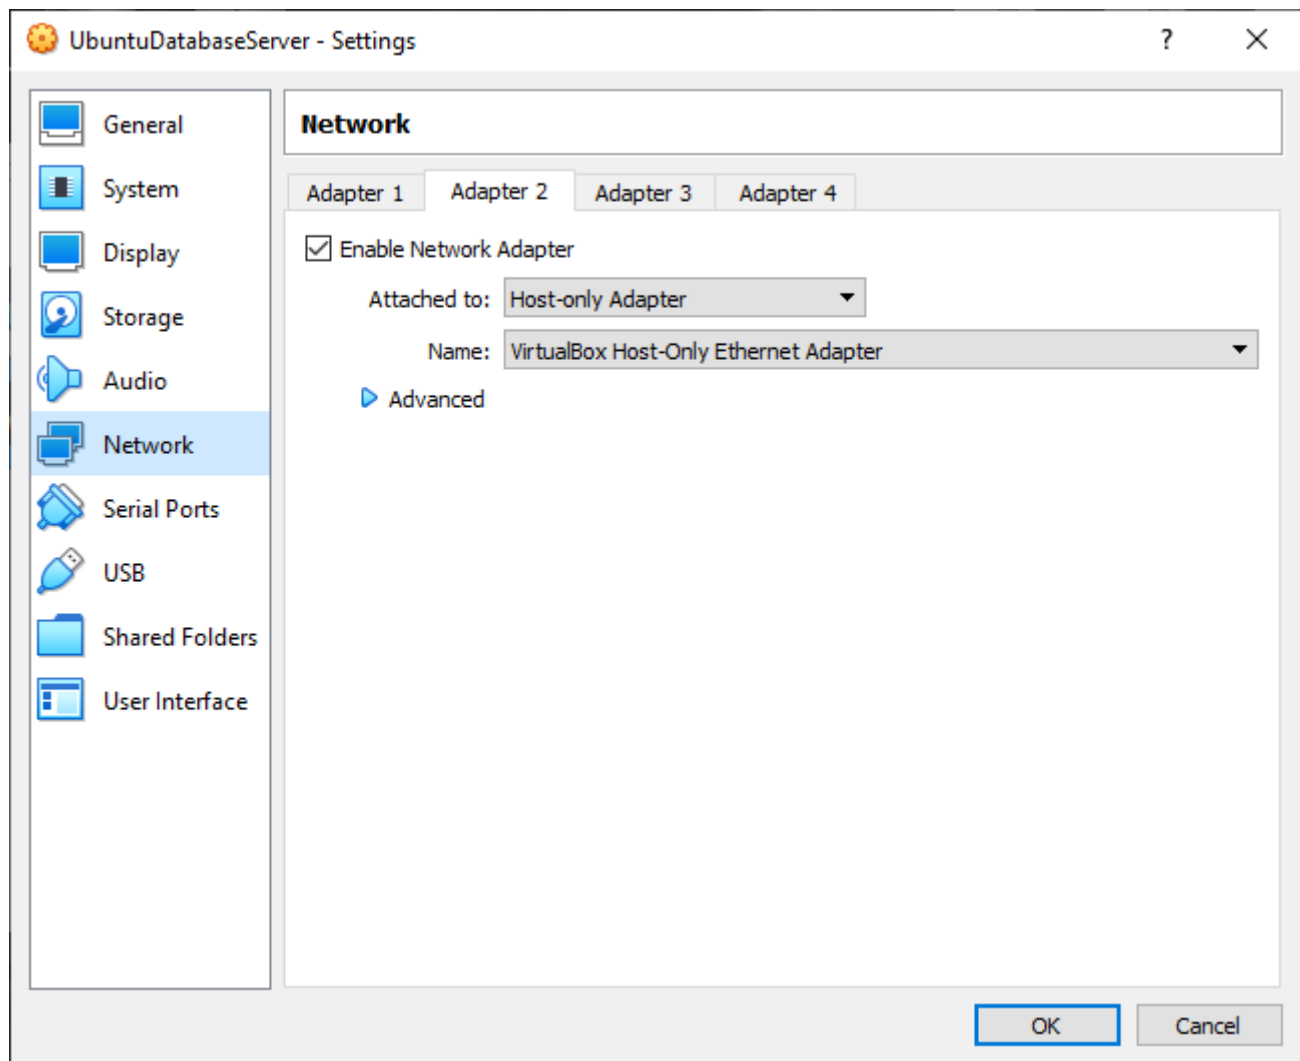 UbuntuDatabaseServer - Settings
?
General
System
Display
Storage
Audio
Network
Serial Ports
USB
Shared Folders
User Interface
Network
Adapter 1 Adapter 2 Adapter 3 Adapter 4
Enable Network Adapter
Attached to: Host-only Adapter
Name: VirtualBox Host-Only Ethernet Adapter
Advanced
OK Cancel